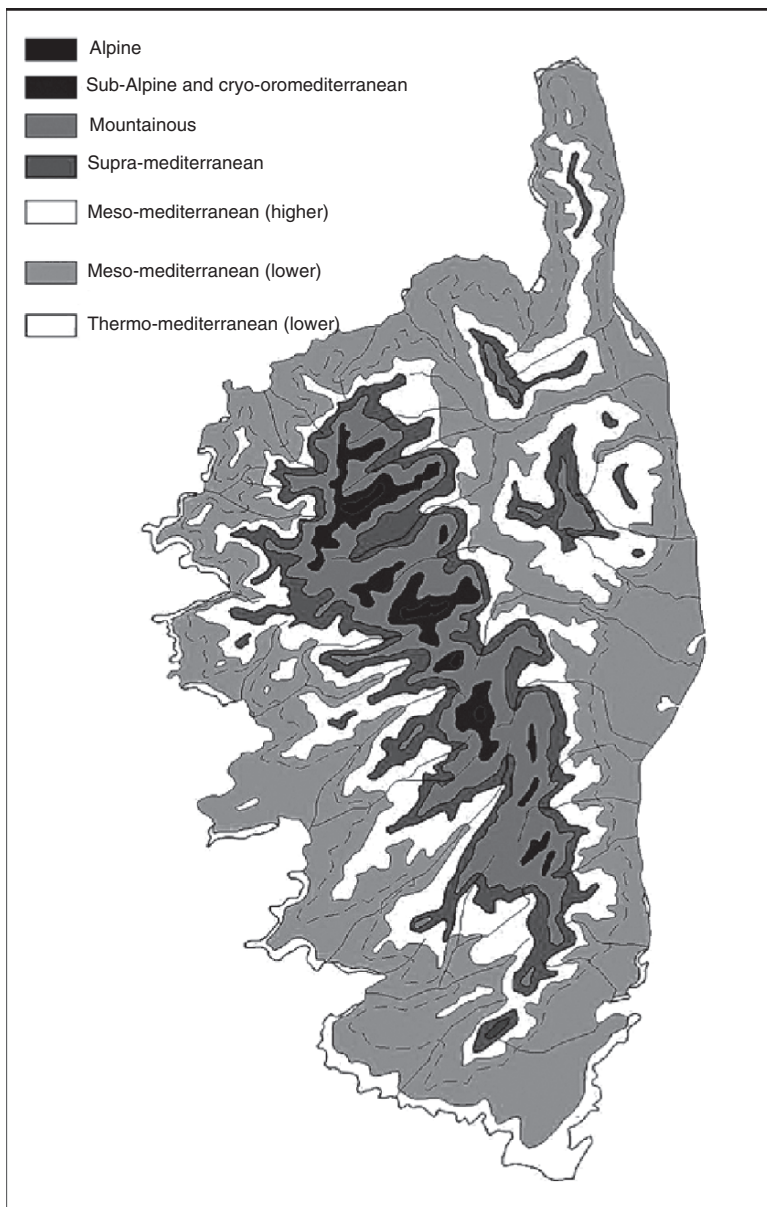 Alpine
Sub-Alpine and cryo-oromediterranean
Mountainous
Supra-mediterranean
Meso-mediterranean (higher)
Meso-mediterranean (lower)
Thermo-mediterranean (lower)